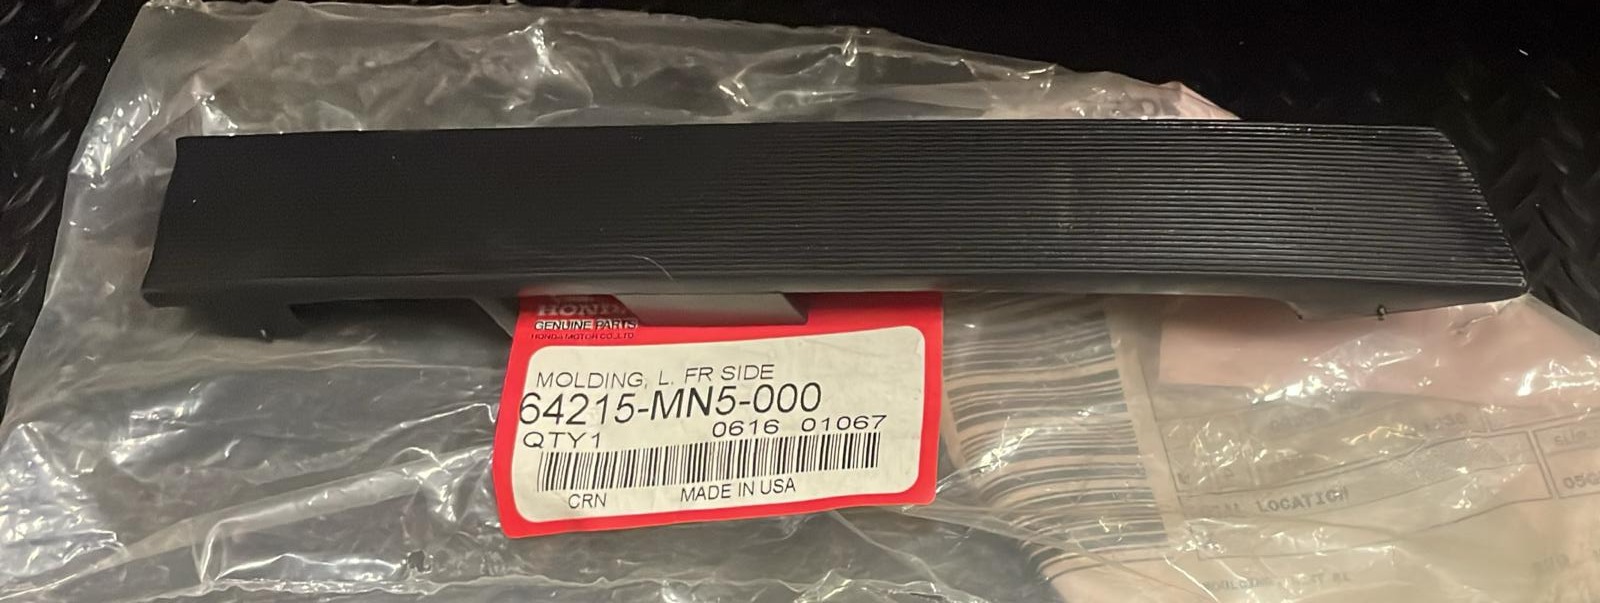 HONDA
GENUINE PARTS
HONDA MOTOR CO.,LTD
MOLDING, L. FR SIDE
64215-MN5-000
QTY1 0616 01067
CRN MADE IN USA
LOCATION